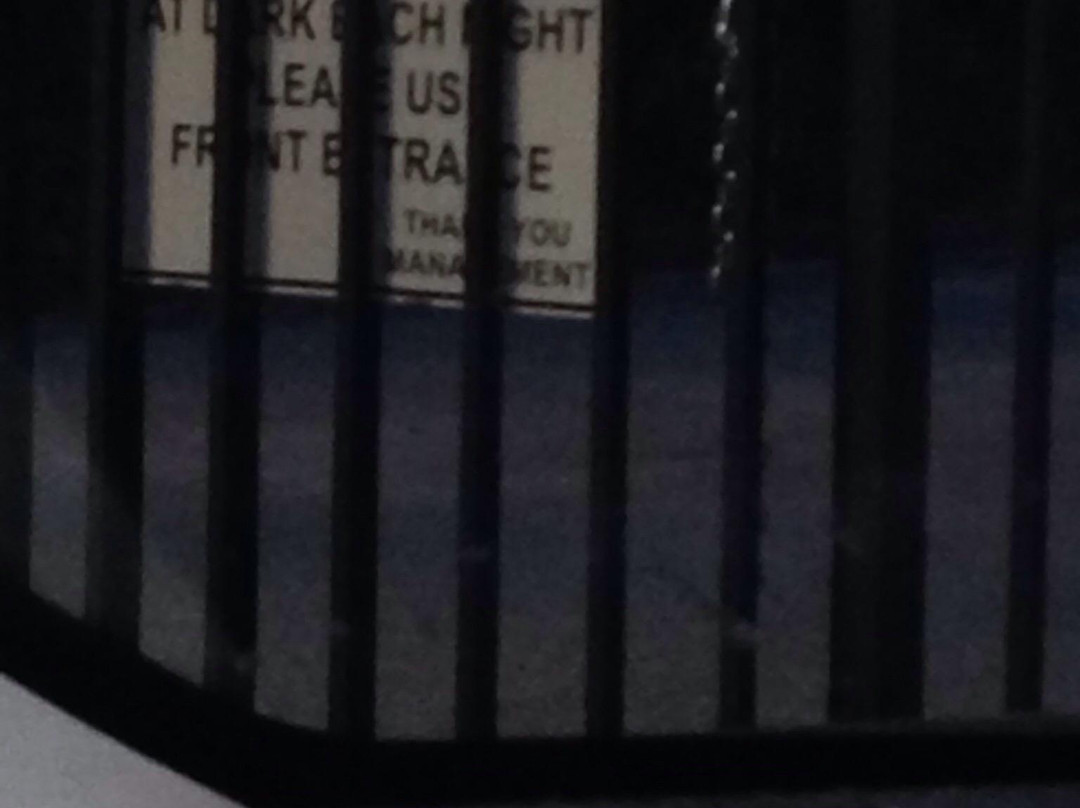 AT DARK EACH NIGHT
PLEASE USE
FRONT ENTRANCE
THANK YOU
MANAGEMENT